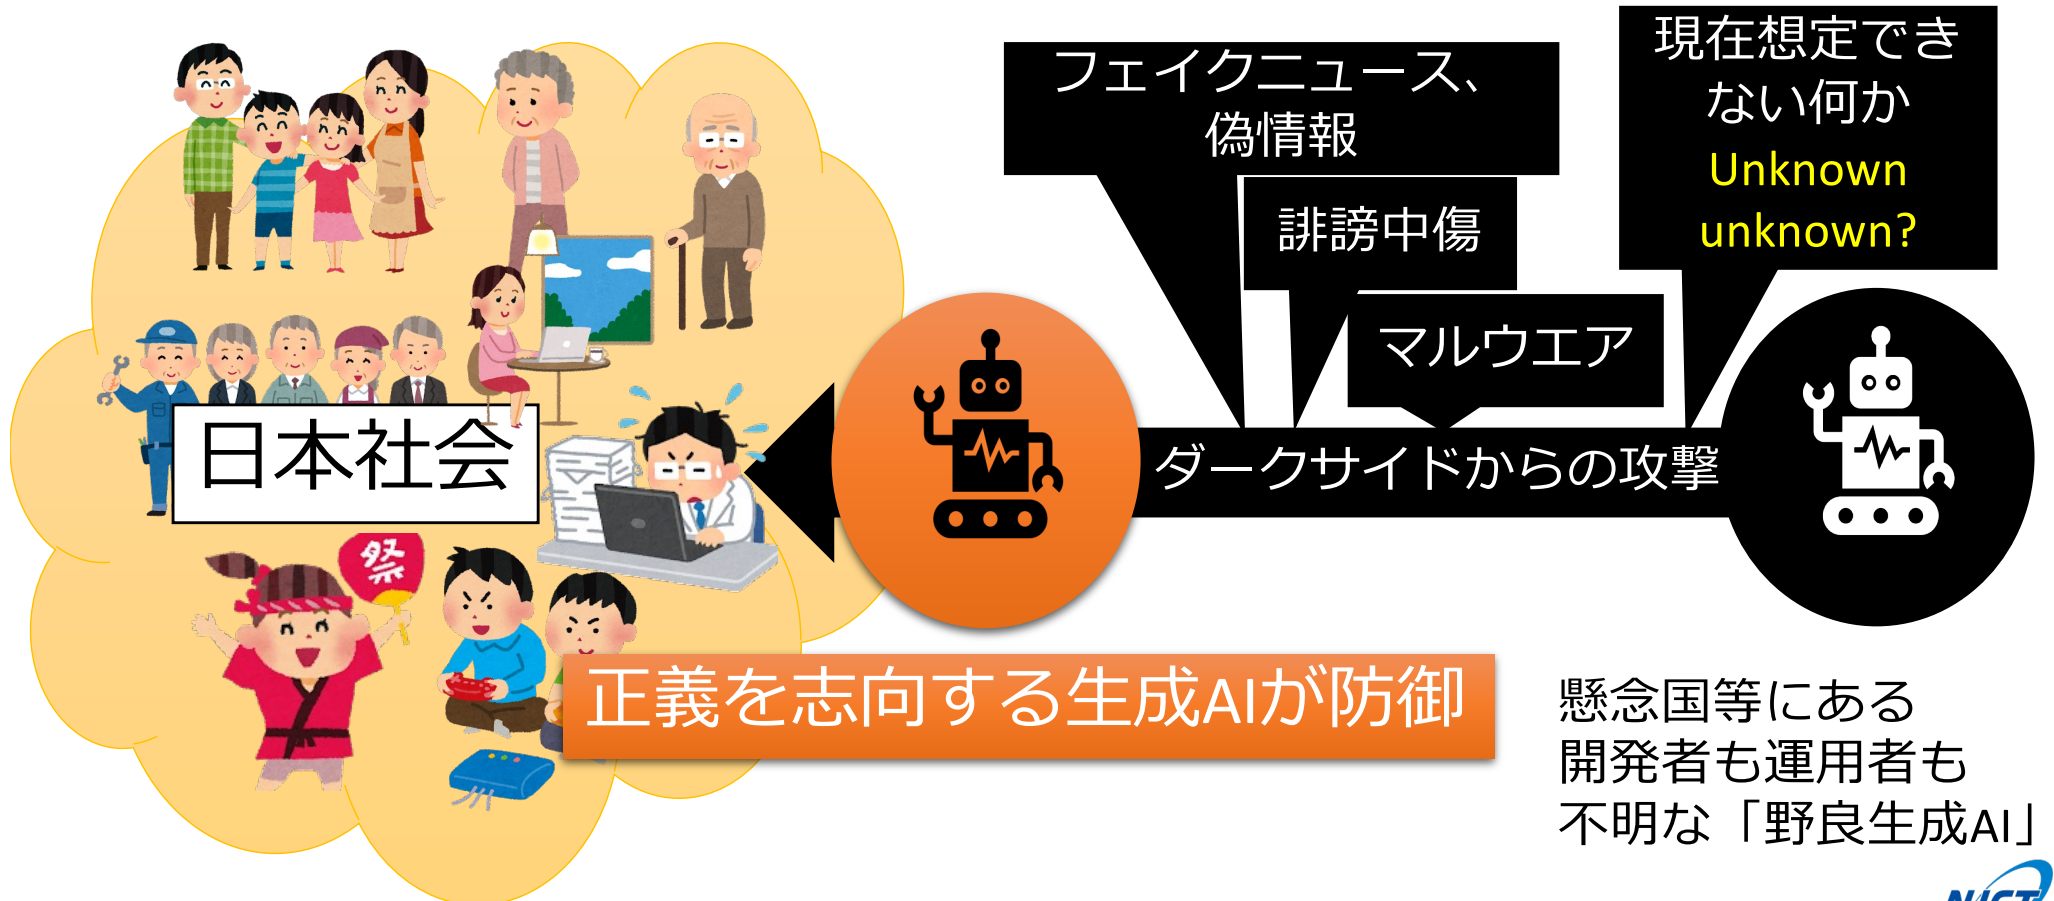 フェイクニュース、
偽情報
現在想定でき
ない何か
Unknown
unknown?
誹謗中傷
マルウエア
ダークサイドからの攻撃
日本社会
祭
正義を志向する生成AIが防御
懸念国等にある
開発者も運用者も
不明な「野良生成AI」
NICT